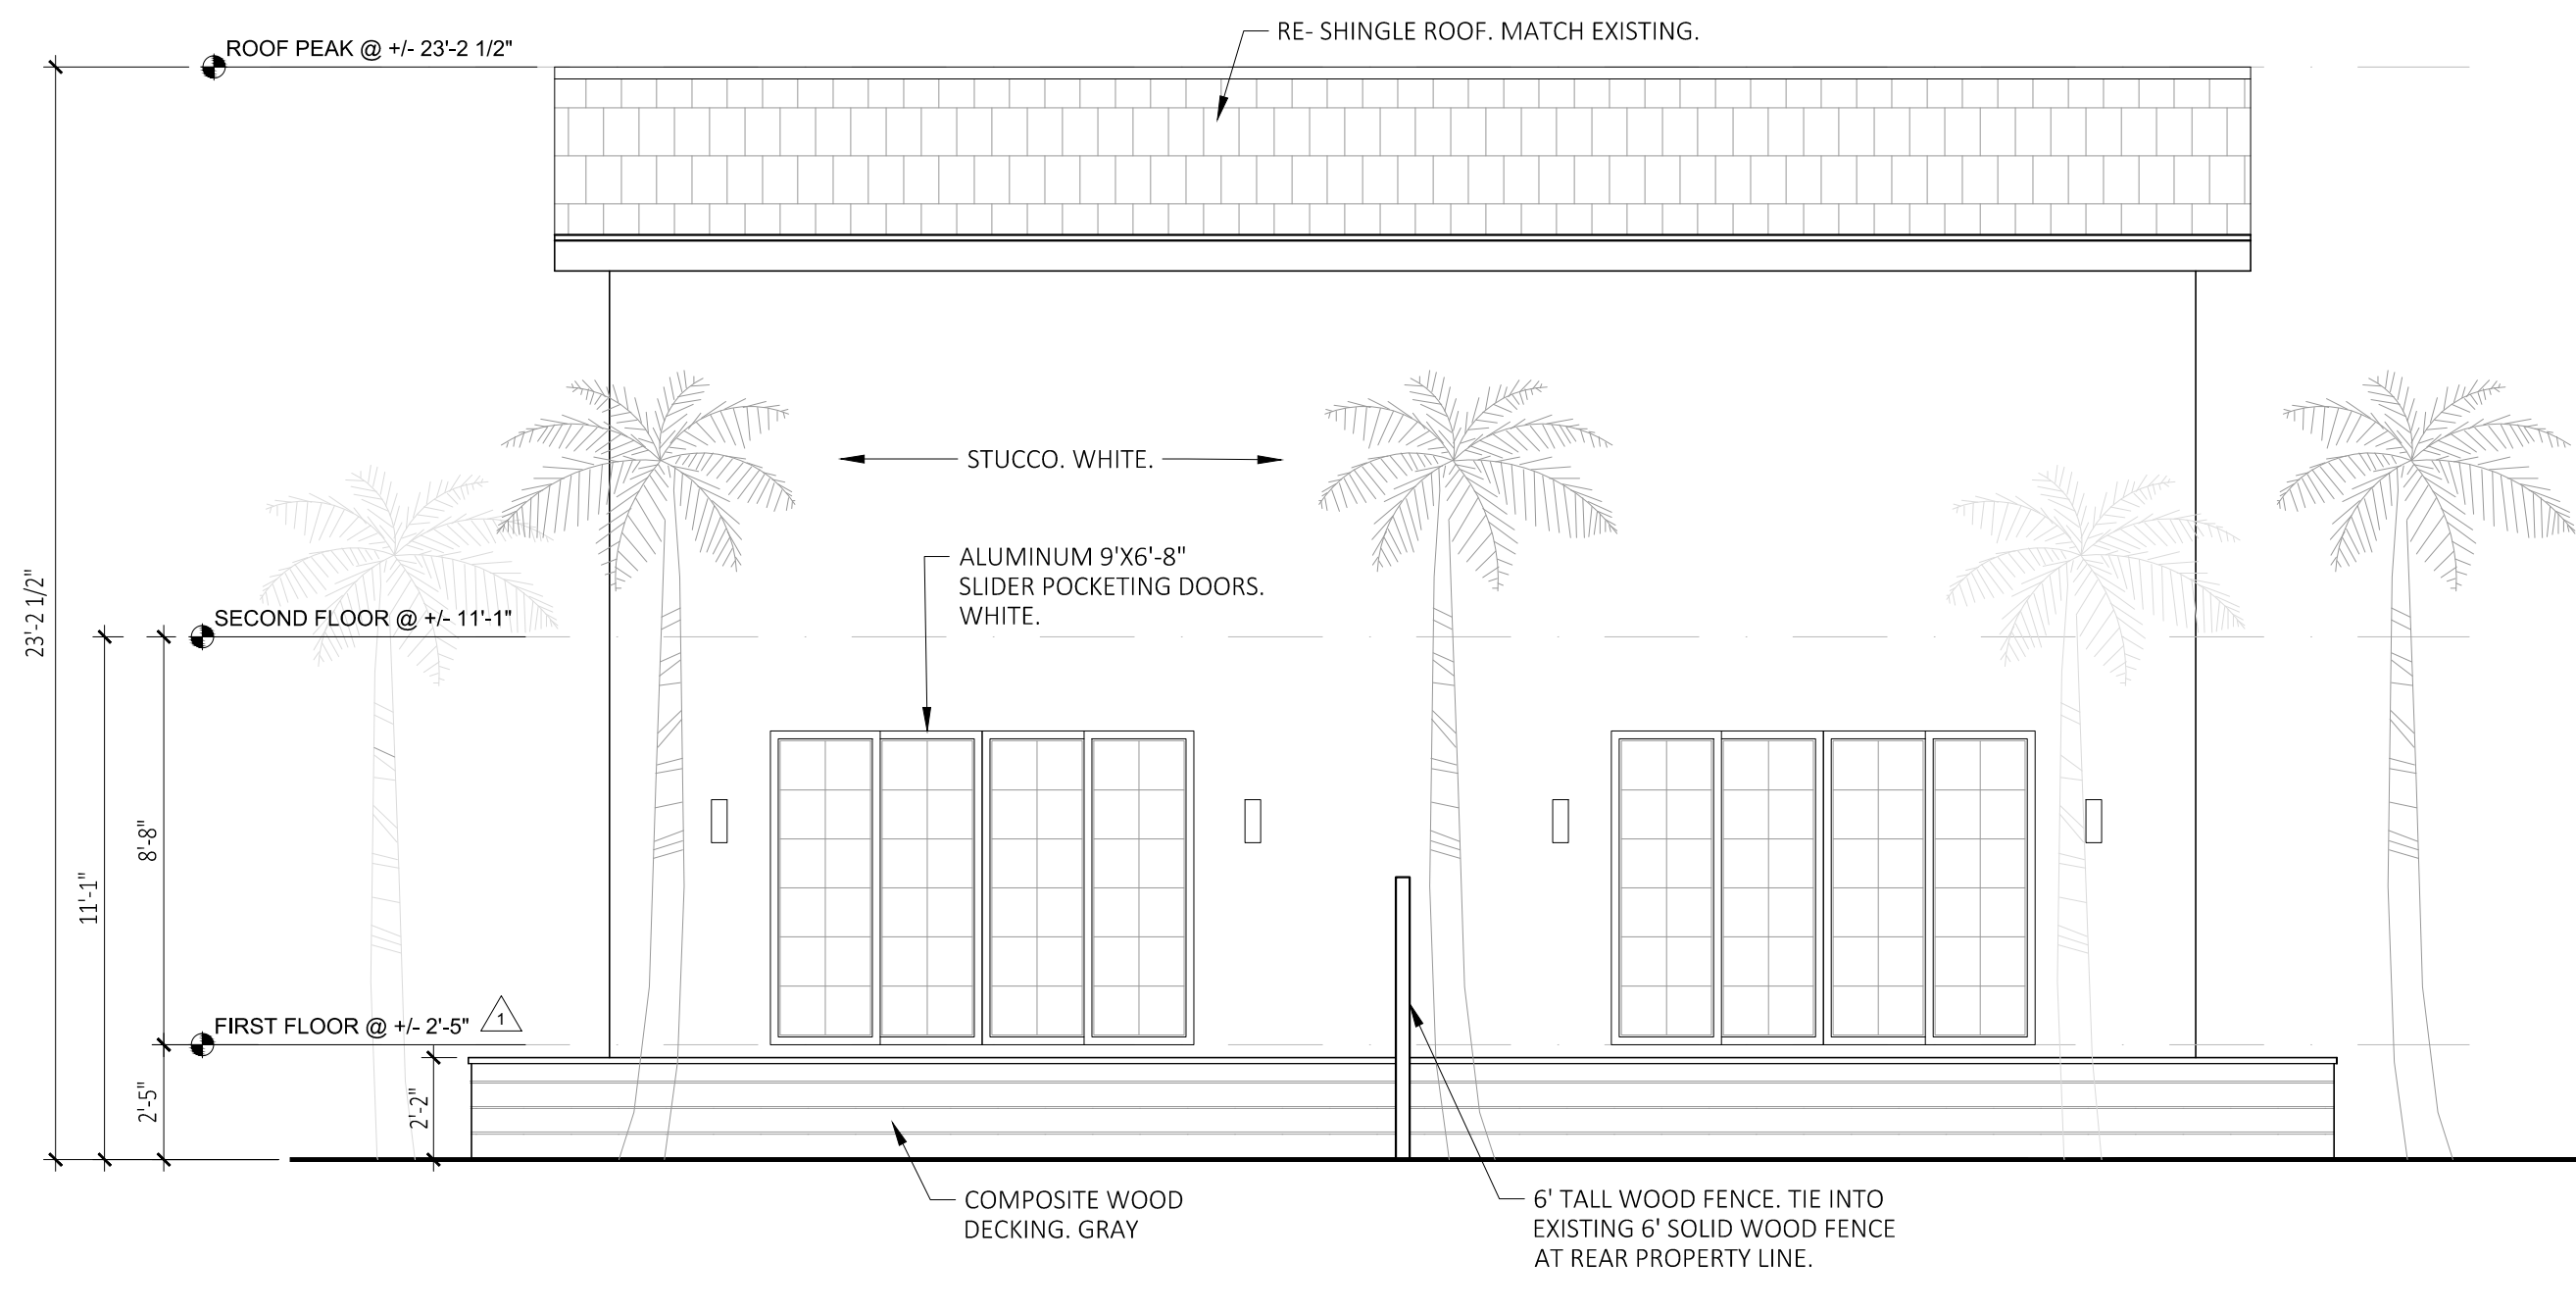 RE- SHINGLE ROOF. MATCH EXISTING.
ROOF PEAK @ +/- 23'-2 1/2"
STUCCO. WHITE.
ALUMINUM 9'X6'-8"
SLIDER POCKETING DOORS.
WHITE.
23'-2 1/2"
SECOND FLOOR @ +/- 11'-1"
8'-8"
11'-1"
FIRST FLOOR @ +/- 2'-5"
1
2'-5"
2'-2"
COMPOSITE WOOD
DECKING. GRAY
6' TALL WOOD FENCE. TIE INTO
EXISTING 6' SOLID WOOD FENCE
AT REAR PROPERTY LINE.